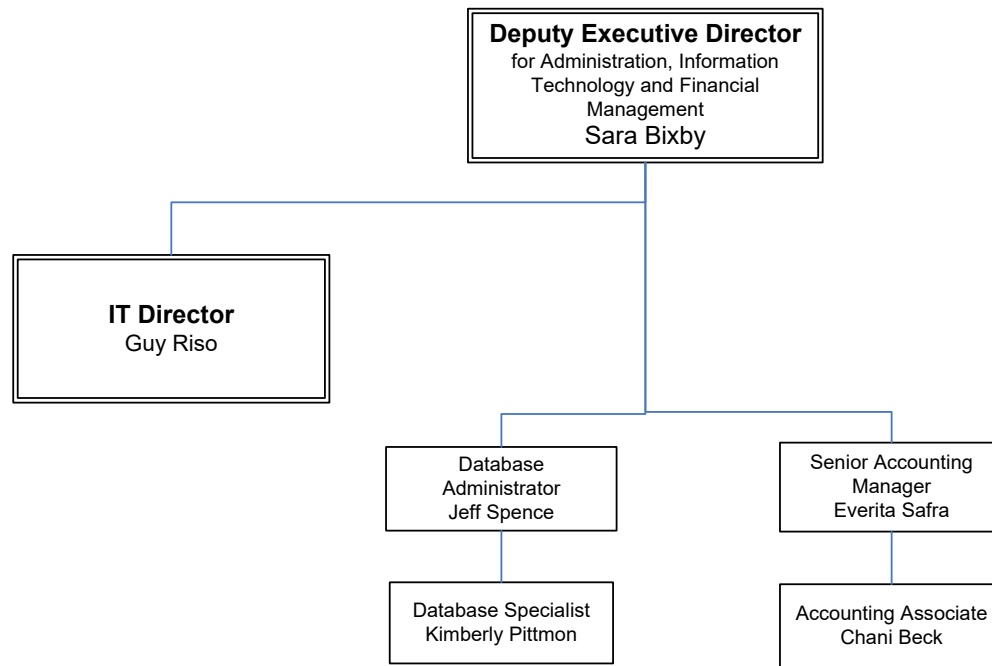 Deputy Executive Director
for Administration, Information
Technology and Financial
Management
Sara Bixby
IT Director
Guy Riso
Database
Administrator
Jeff Spence
Senior Accounting
Manager
Everita Safra
Database Specialist
Kimberly Pittmon
Accounting Associate
Chani Beck